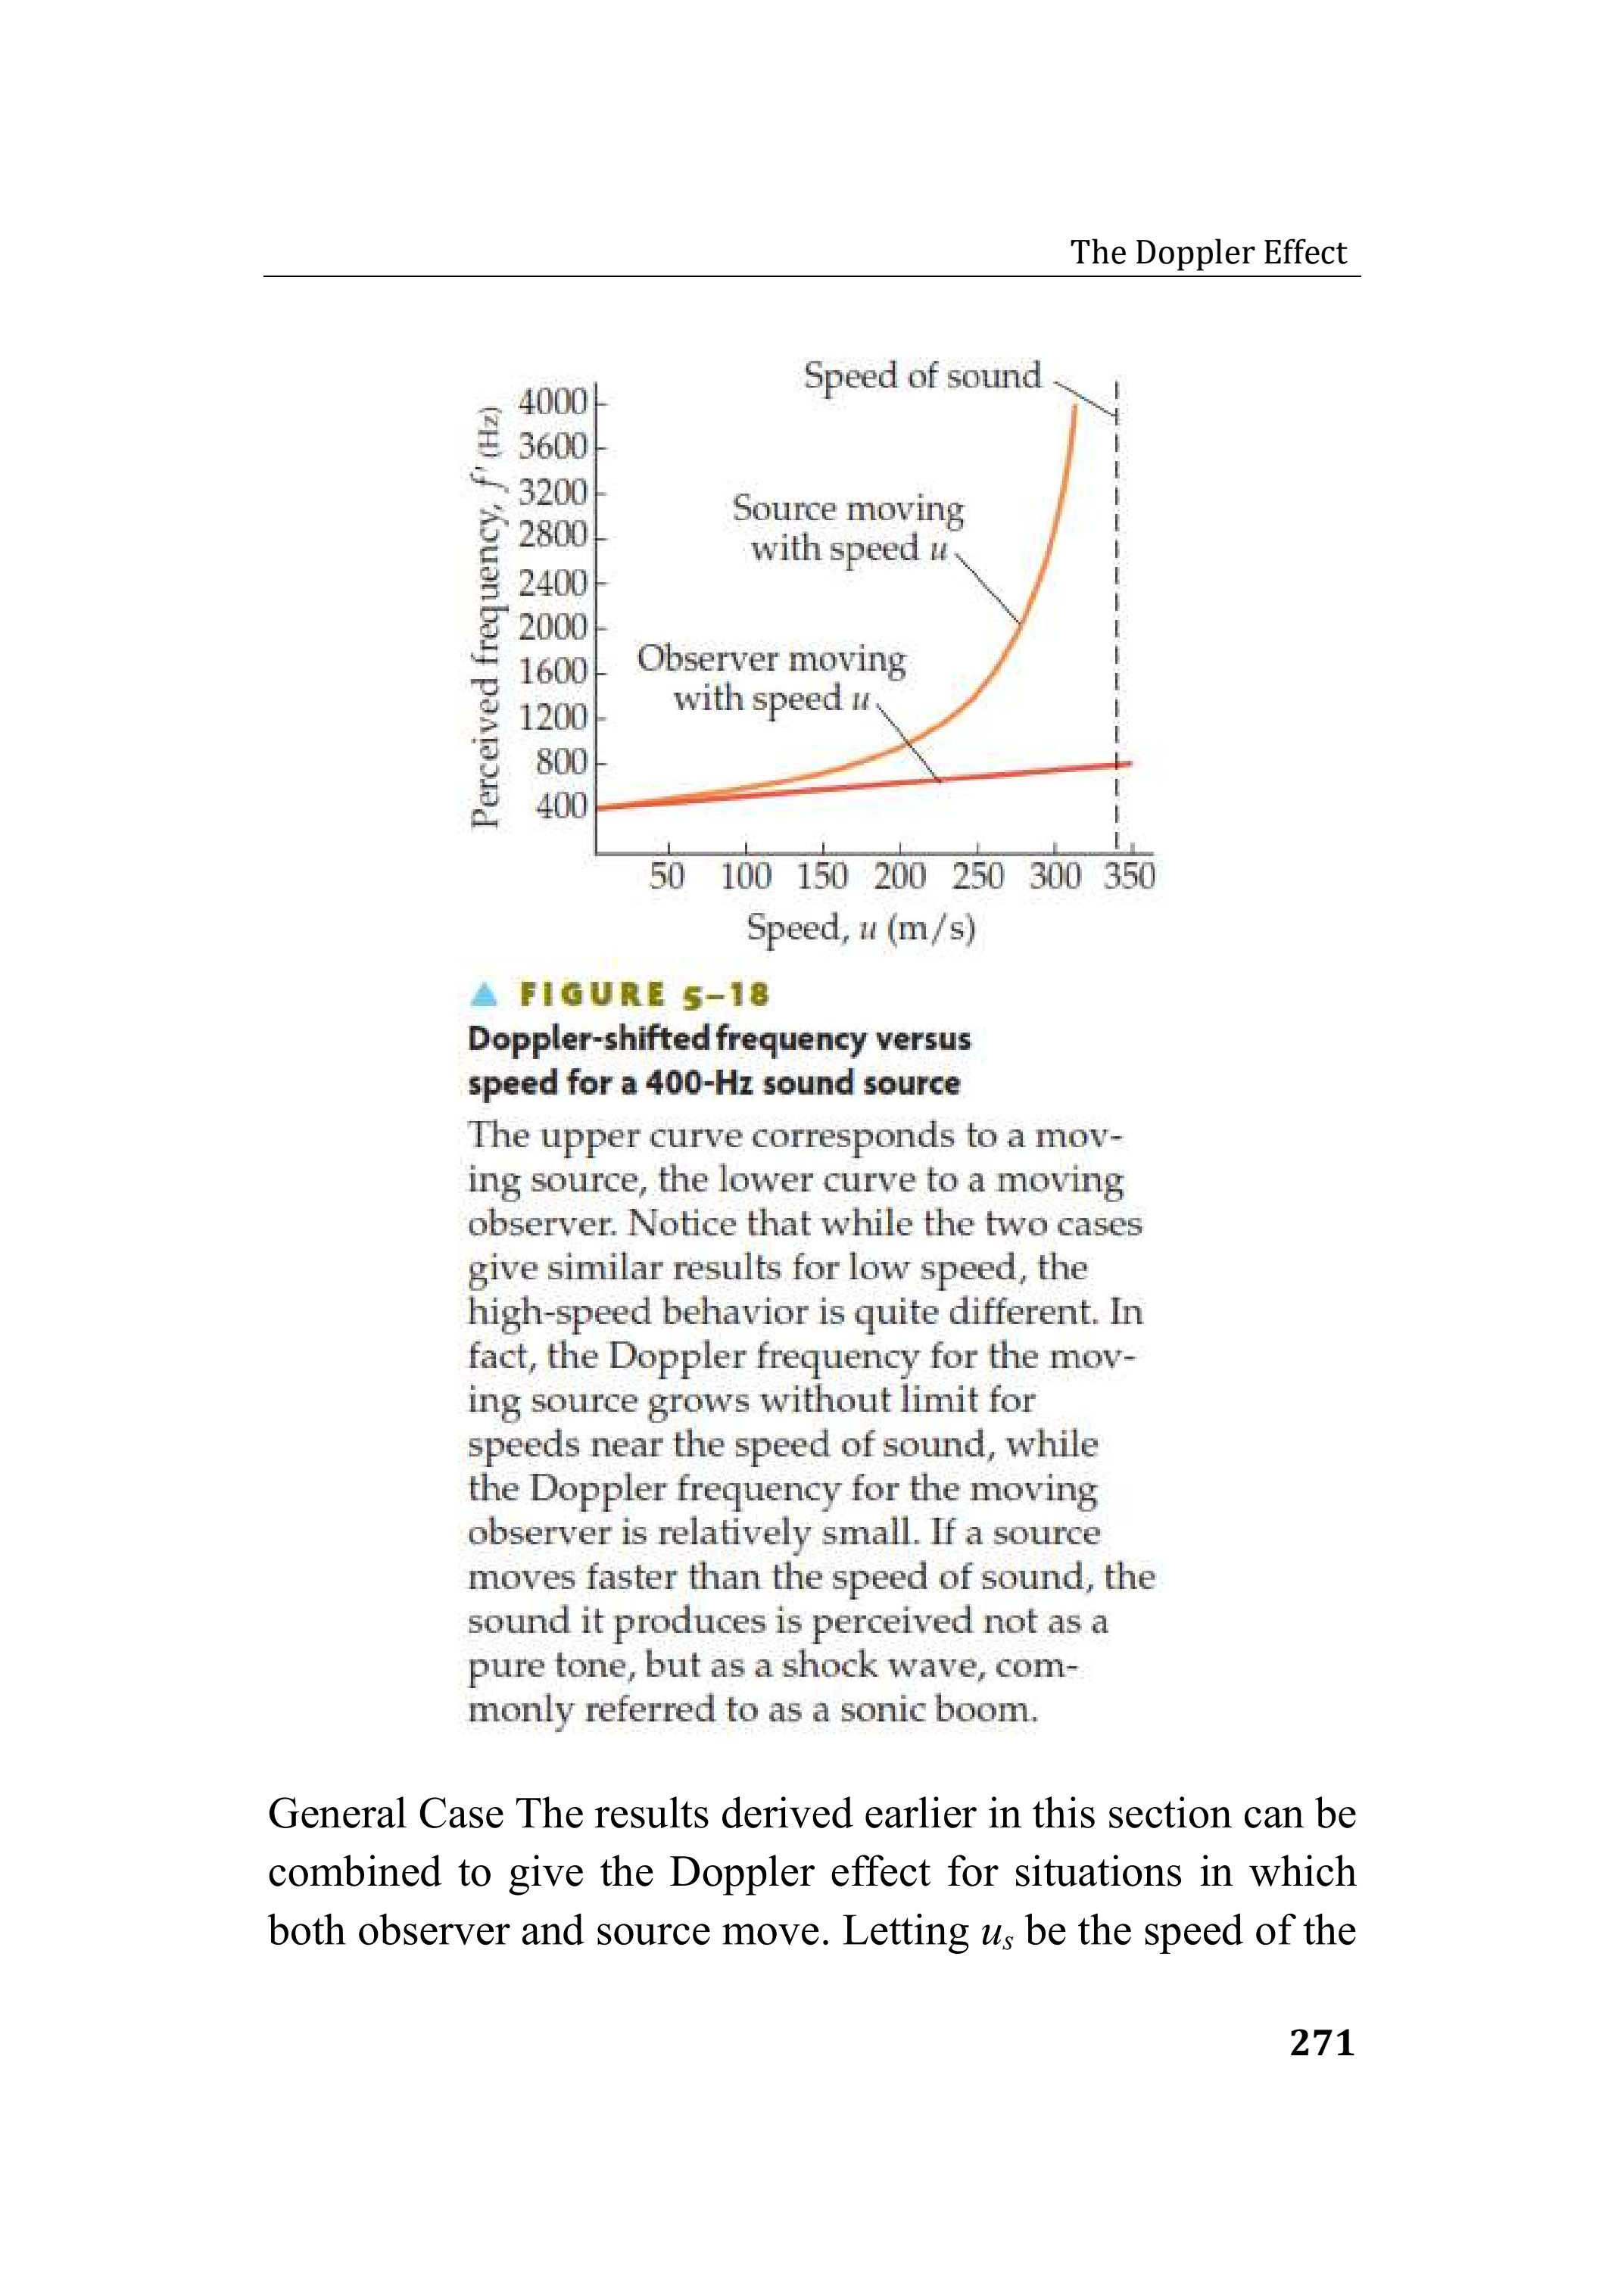 The Doppler Effect
Speed of sound
4000
3600
3200
2800
2400
2000
1600
1200
800
400
Perceived frequency, f' (Hz)
Source moving
with speed u
Observer moving
with speed u
50 100 150 200 250 300 350
Speed, u (m/s)
▲ FIGURE 5–18
Doppler-shifted frequency versus
speed for a 400-Hz sound source
The upper curve corresponds to a mov-
ing source, the lower curve to a moving
observer. Notice that while the two cases
give similar results for low speed, the
high-speed behavior is quite different. In
fact, the Doppler frequency for the mov-
ing source grows without limit for
speeds near the speed of sound, while
the Doppler frequency for the moving
observer is relatively small. If a source
moves faster than the speed of sound, the
sound it produces is perceived not as a
pure tone, but as a shock wave, com-
monly referred to as a sonic boom.
General Case The results derived earlier in this section can be
combined to give the Doppler effect for situations in which
both observer and source move. Letting uₛ be the speed of the
271